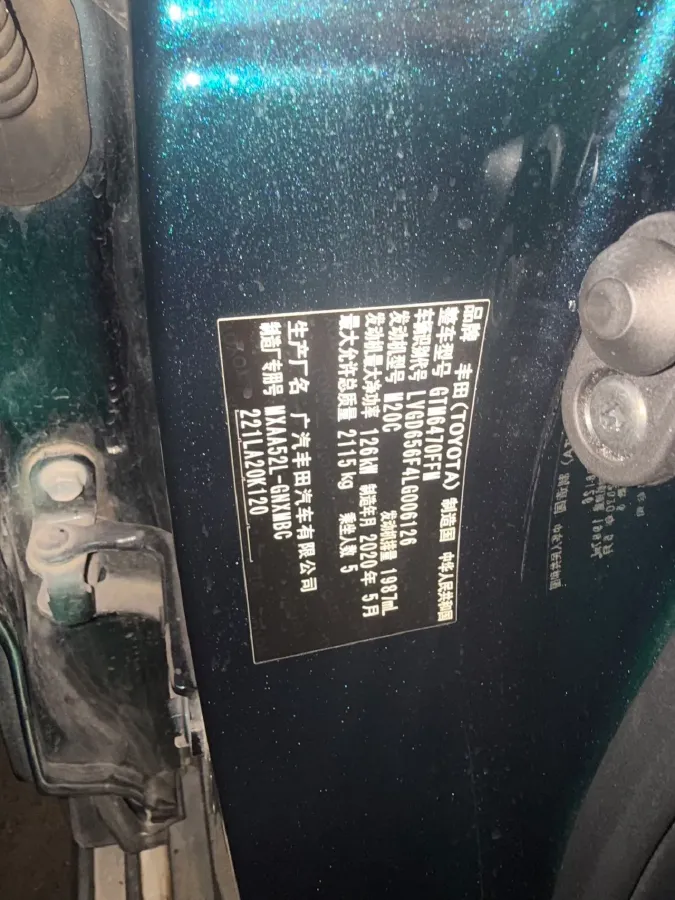 品牌 丰田(TOYOTA) 制造国 中华人民共和国
整车型号 GTM6470FFN
车辆识别代号 LVGD656F4LG006126
发动机型号 M20C 发动机排量 1987mL
发动机最大净功率 126kW 制造年月 2020年5月
最大允许总质量 2115kg 乘坐人数 5
生产厂名 广汽丰田汽车有限公司
制造厂专用号 MXAA52L-GNXMBC
221LA20K120